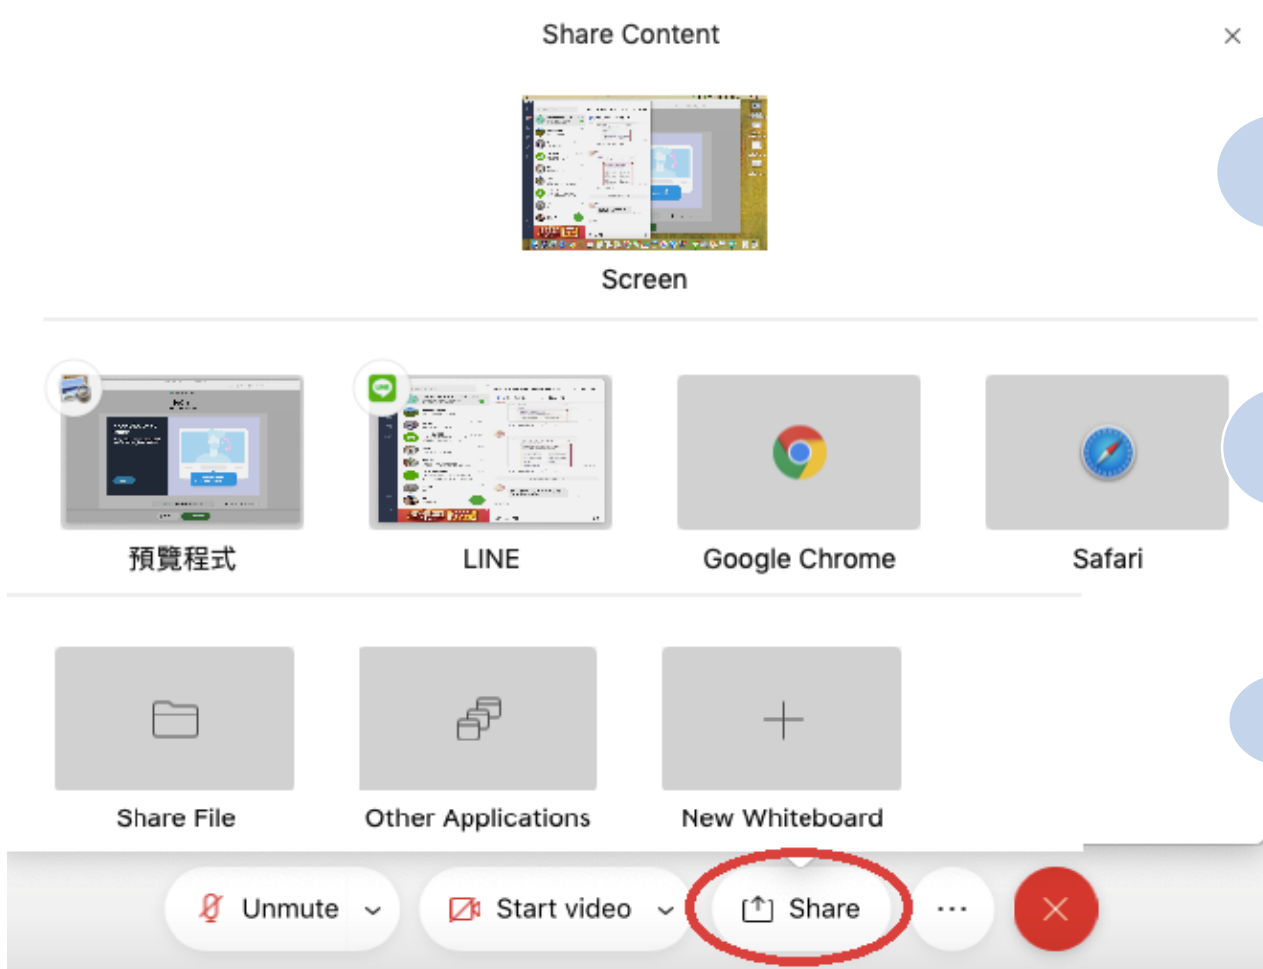 Share Content
Screen
預覽程式
LINE
Google Chrome
Safari
Share File
Other Applications
New Whiteboard
Unmute
Start video
Share